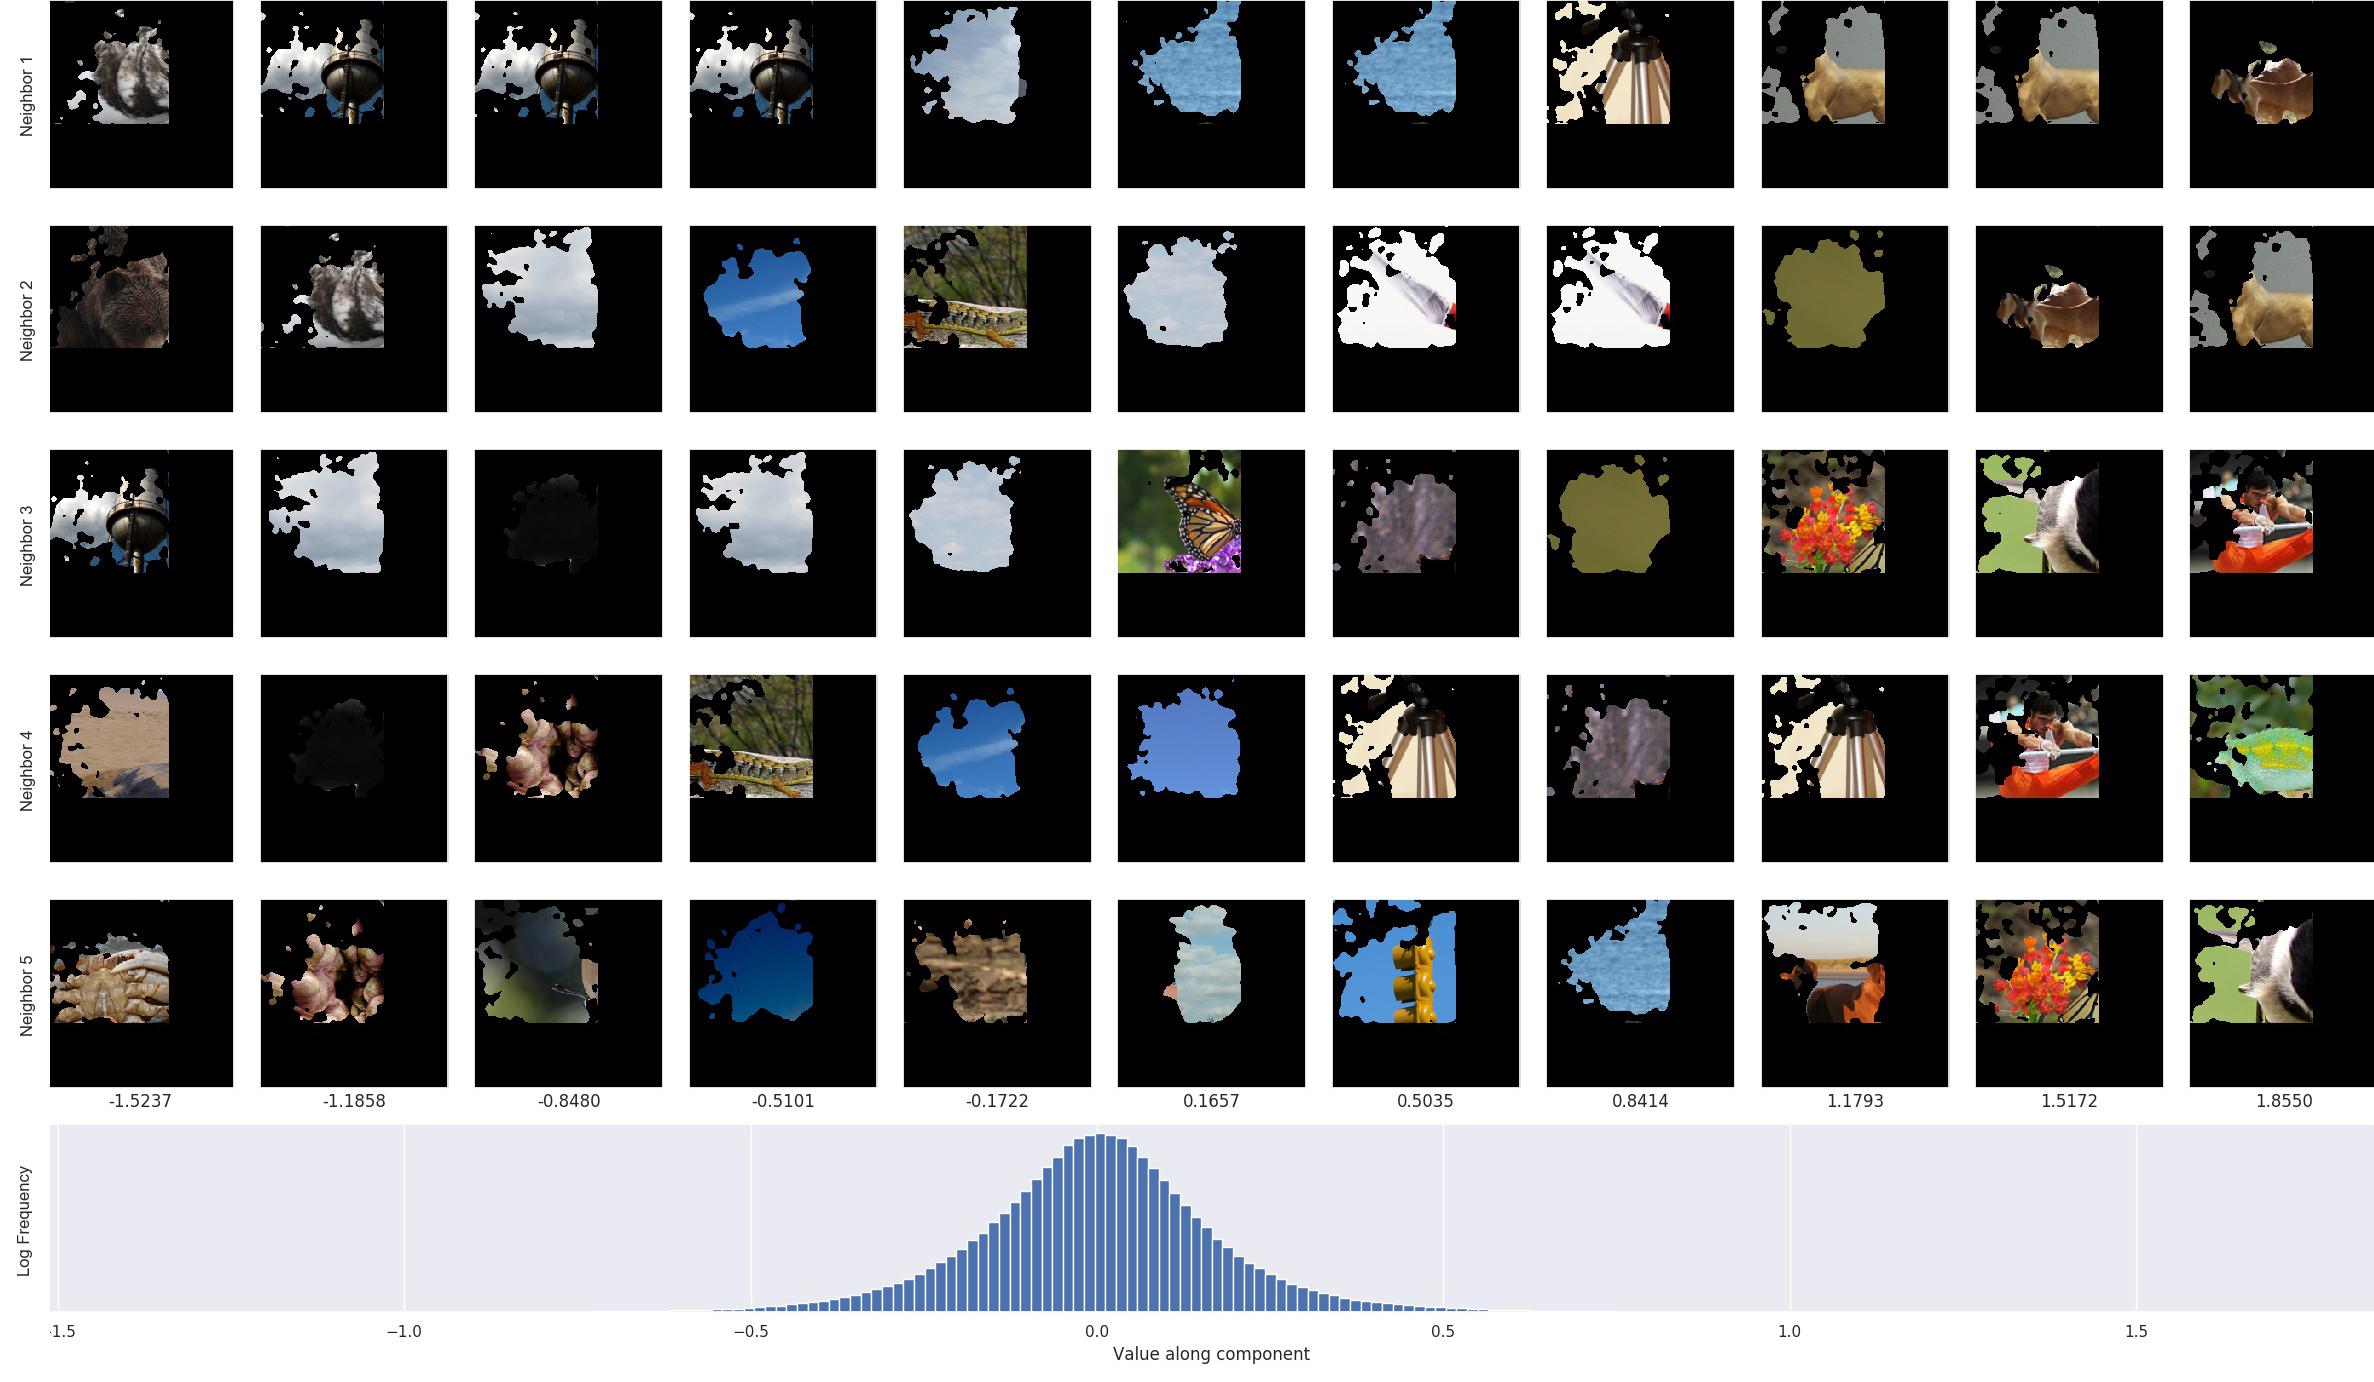 Neighbor 1
Neighbor 2
Neighbor 3
Neighbor 4
Neighbor 5
-1.5237 -1.1858 -0.8480 -0.5101 -0.1722 0.1657 0.5035 0.8414 1.1793 1.5172 1.8550
Log Frequency
-1.5 −1.0 −0.5 0.0 0.5 1.0 1.5
Value along component